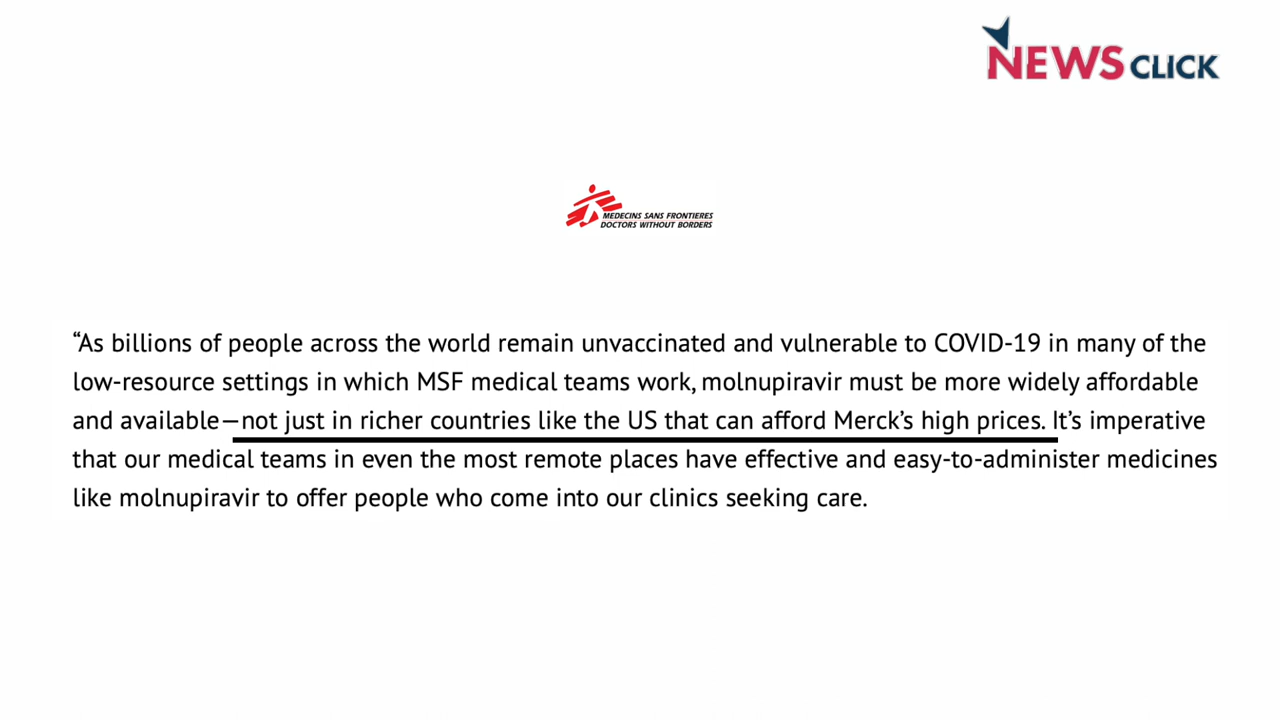 NEWSCLICK
MEDECINS SANS FRONTIERES
DOCTORS WITHOUT BORDERS
“As billions of people across the world remain unvaccinated and vulnerable to COVID-19 in many of the
low-resource settings in which MSF medical teams work, molnupiravir must be more widely affordable
and available—not just in richer countries like the US that can afford Merck’s high prices. It’s imperative
that our medical teams in even the most remote places have effective and easy-to-administer medicines
like molnupiravir to offer people who come into our clinics seeking care.